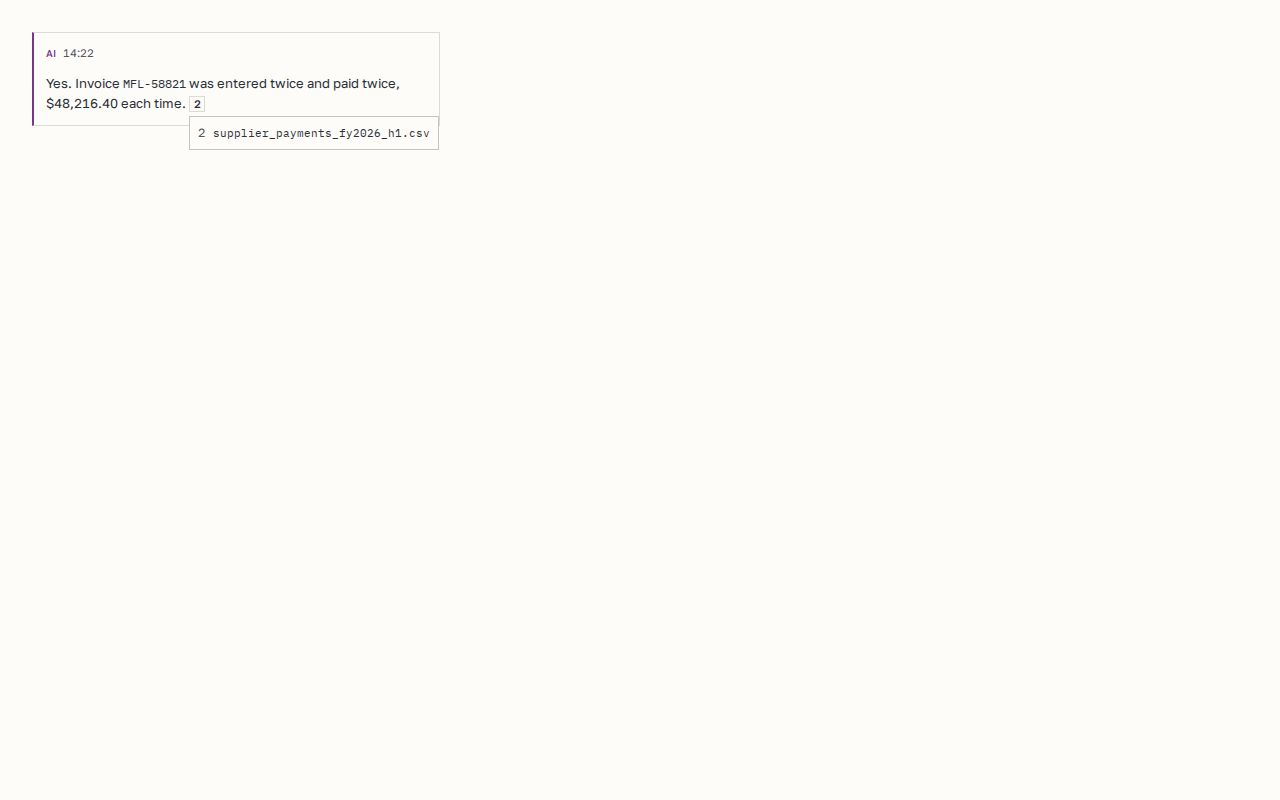 AI 14:22
Yes. Invoice MFL-58821 was entered twice and paid twice,
$48,216.40 each time. 2
2 supplier_payments_fy2026_h1.csv